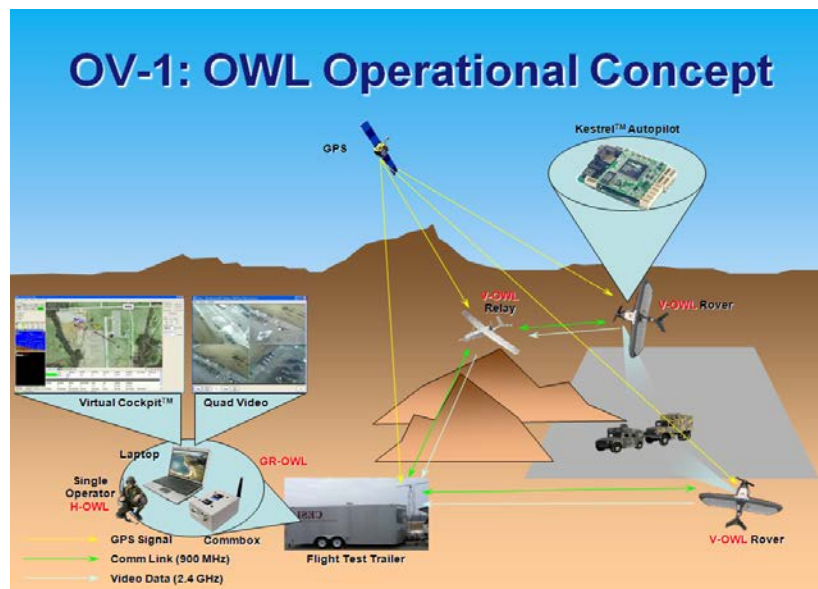 OV-1: OWL Operational Concept
GPS
Kestrel™ Autopilot
V-OWL
Relay
V-OWL Rover
Virtual Cockpit™
Quad Video
Laptop
GR-OWL
Single
Operator
H-OWL
Commbox
Flight Test Trailer
V-OWL Rover
GPS Signal
Comm Link (900 MHz)
Video Data (2.4 GHz)